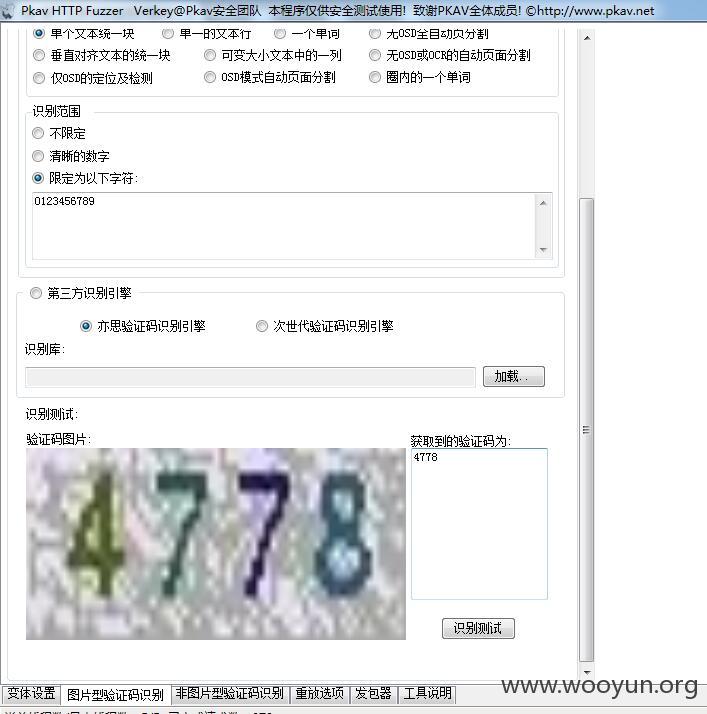 Pkav HTTP Fuzzer Verkey@Pkav安全团队 本程序仅供安全测试使用! 致谢PKAV全体成员! ©http://www.pkav.net
单个文本统一块 单一的文本行 一个单词 无OSD全自动页分割
垂直对齐文本的统一块 可变大小文本中的一列 无OSD或OCR的自动页面分割
仅OSD的定位及检测 OSD模式自动页面分割 圈内的一个单词
识别范围
不限定
清晰的数字
限定为以下字符:
0123456789
第三方识别引擎
亦思验证码识别引擎 次世代验证码识别引擎
识别库:
加载..
识别测试:
验证码图片: 获取到的验证码为:
4778
4778
识别测试
www.wooyun.org
变体设置 图片型验证码识别 非图片型验证码识别 重放选项 发包器 工具说明